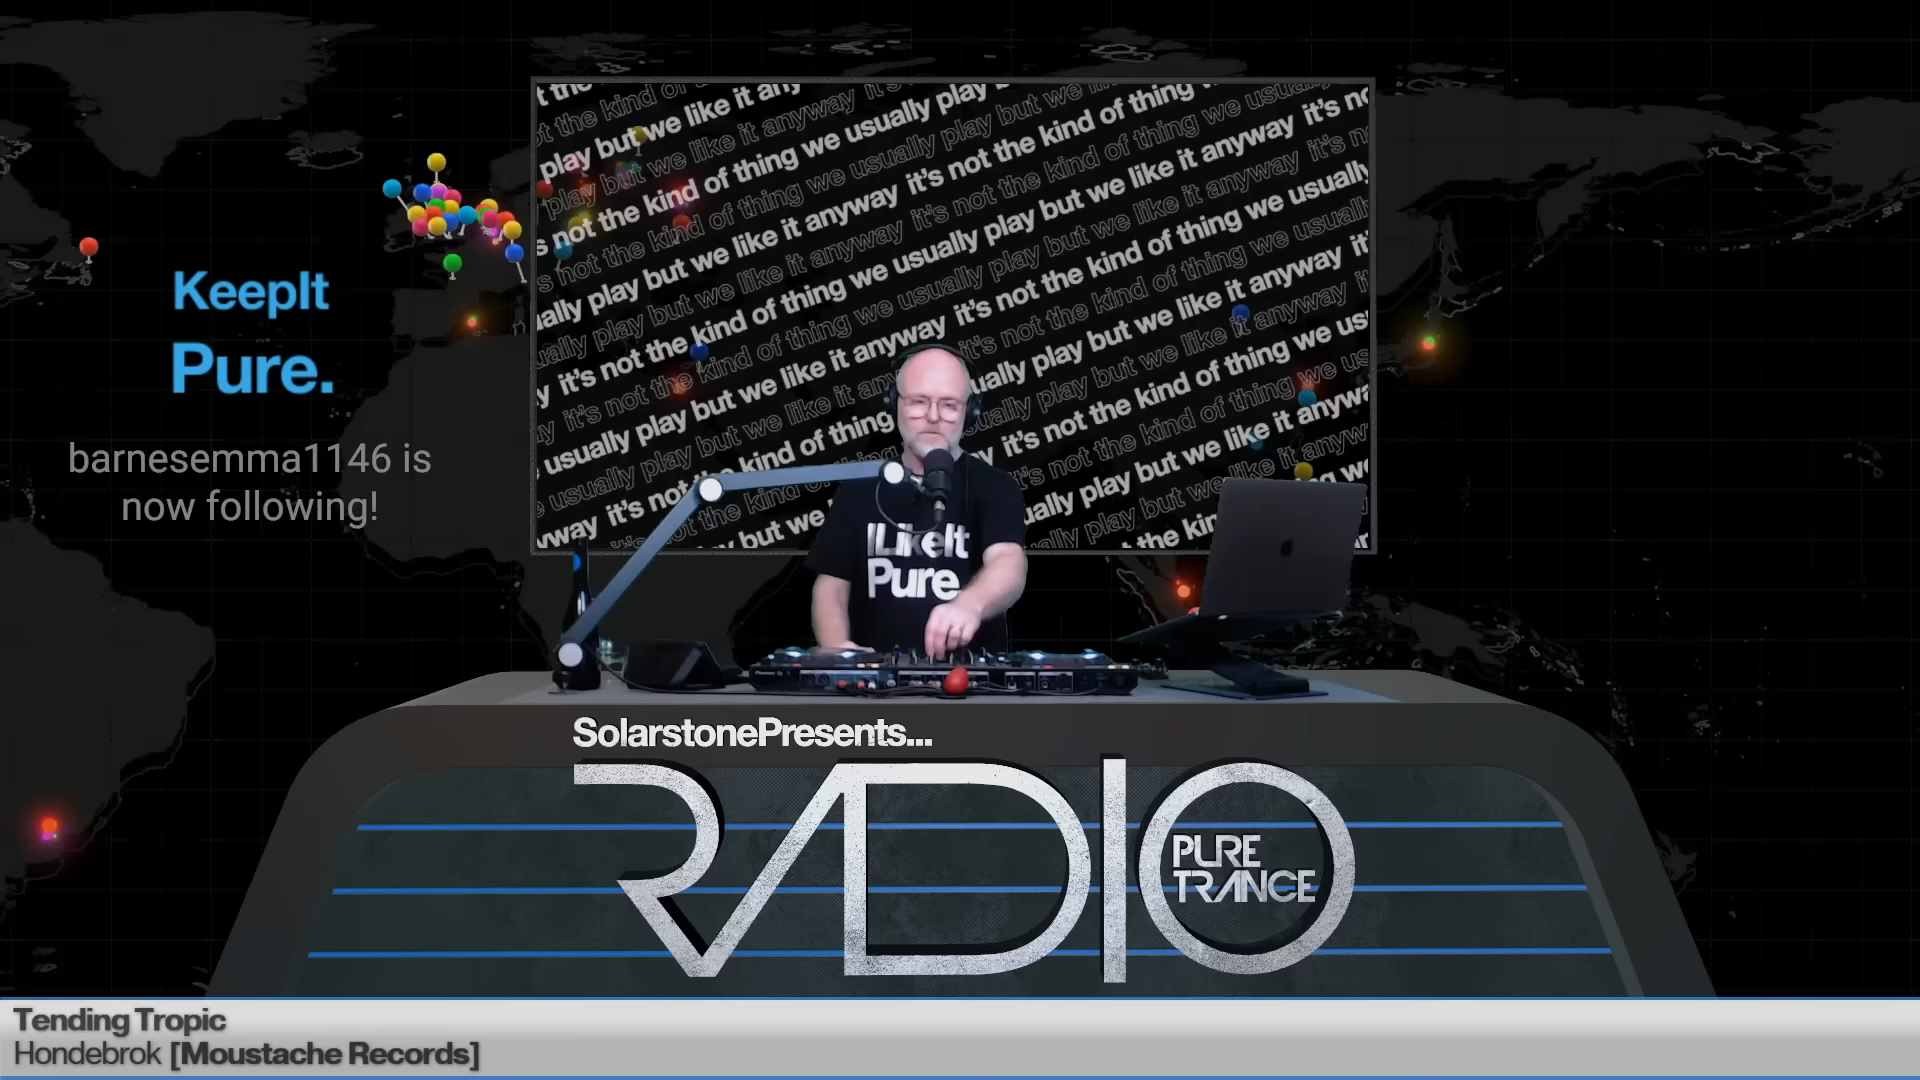 it's not the kind of thing we usually play but we like it anyway
KeepIt
Pure.
barnesemma1146 is
now following!
ILikeIt
Pure.
SolarstonePresents...
RADIO
PURE
TRANCE
Tending Tropic
Hondebrok [Moustache Records]